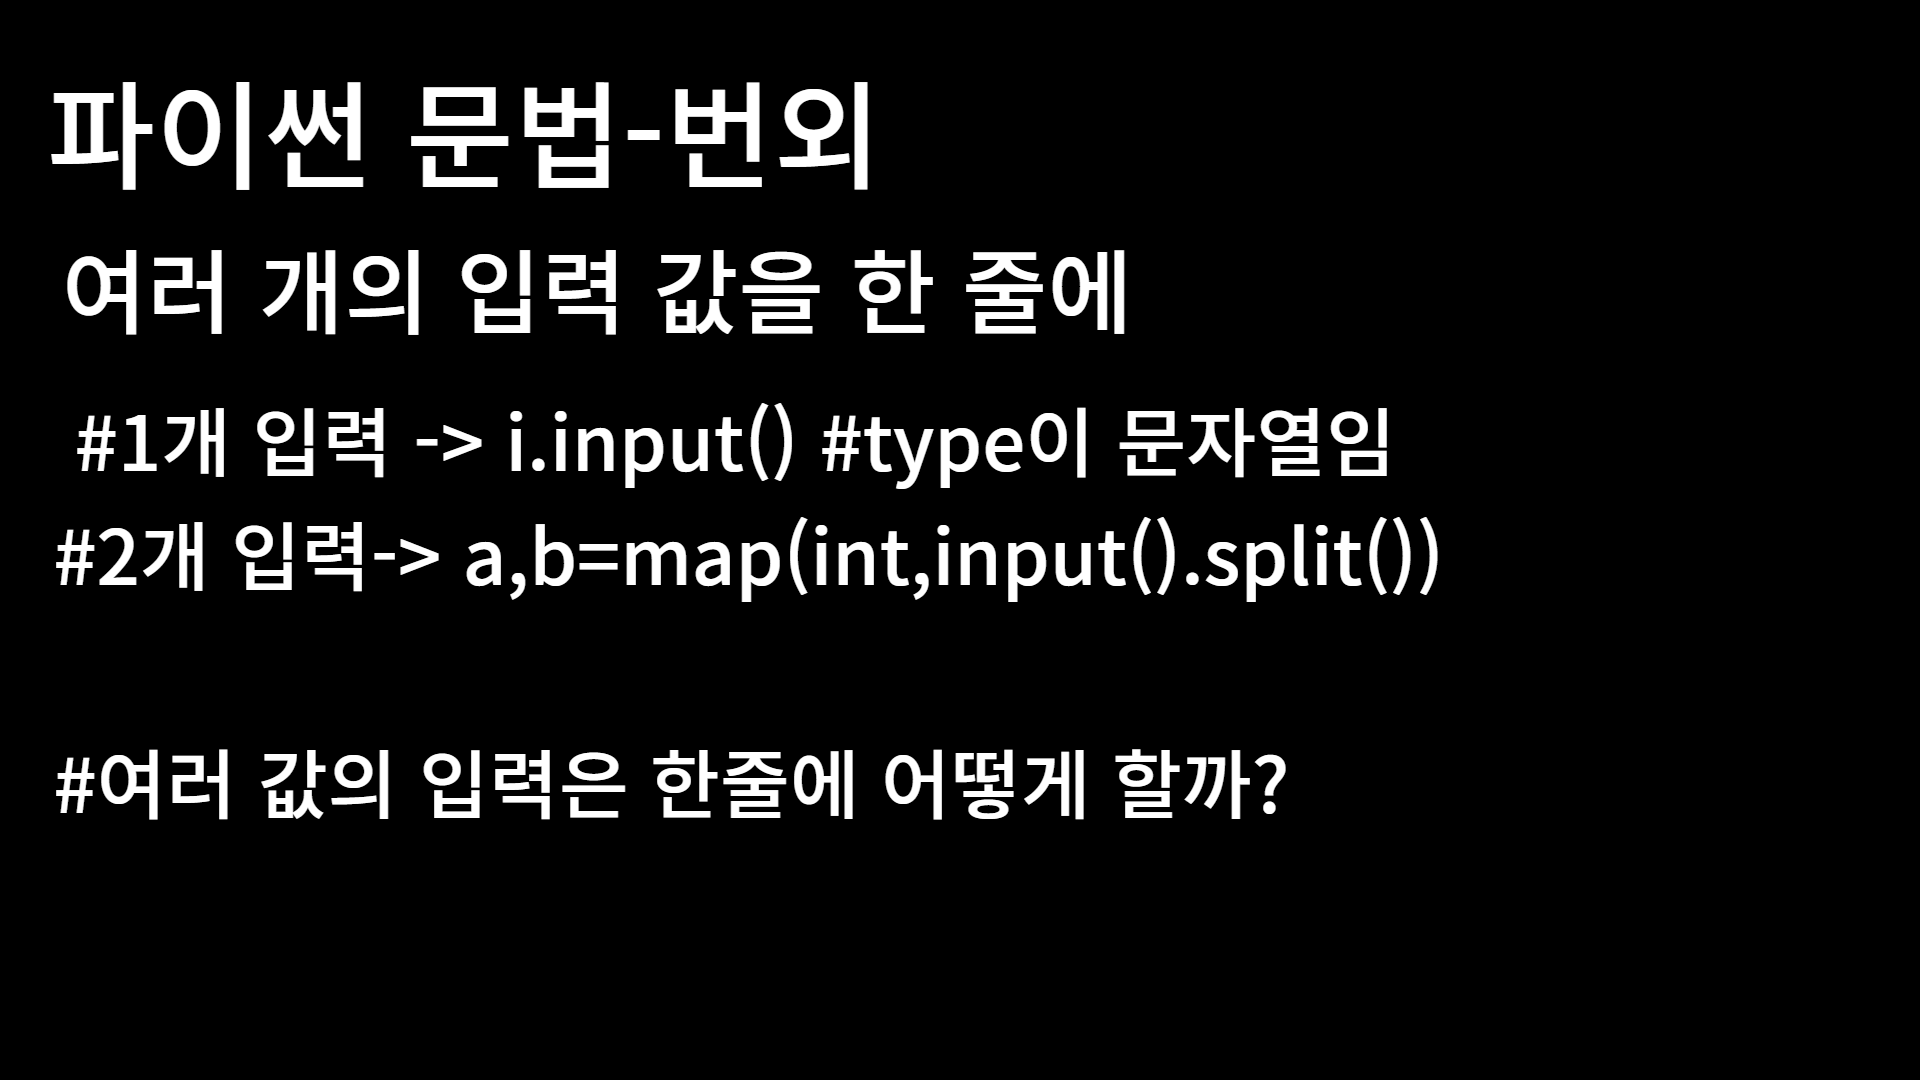 파이썬 문법-번외
여러 개의 입력 값을 한 줄에
#1개 입력 -> i.input() #type이 문자열임
#2개 입력-> a,b=map(int,input().split())
#여러 값의 입력은 한줄에 어떻게 할까?